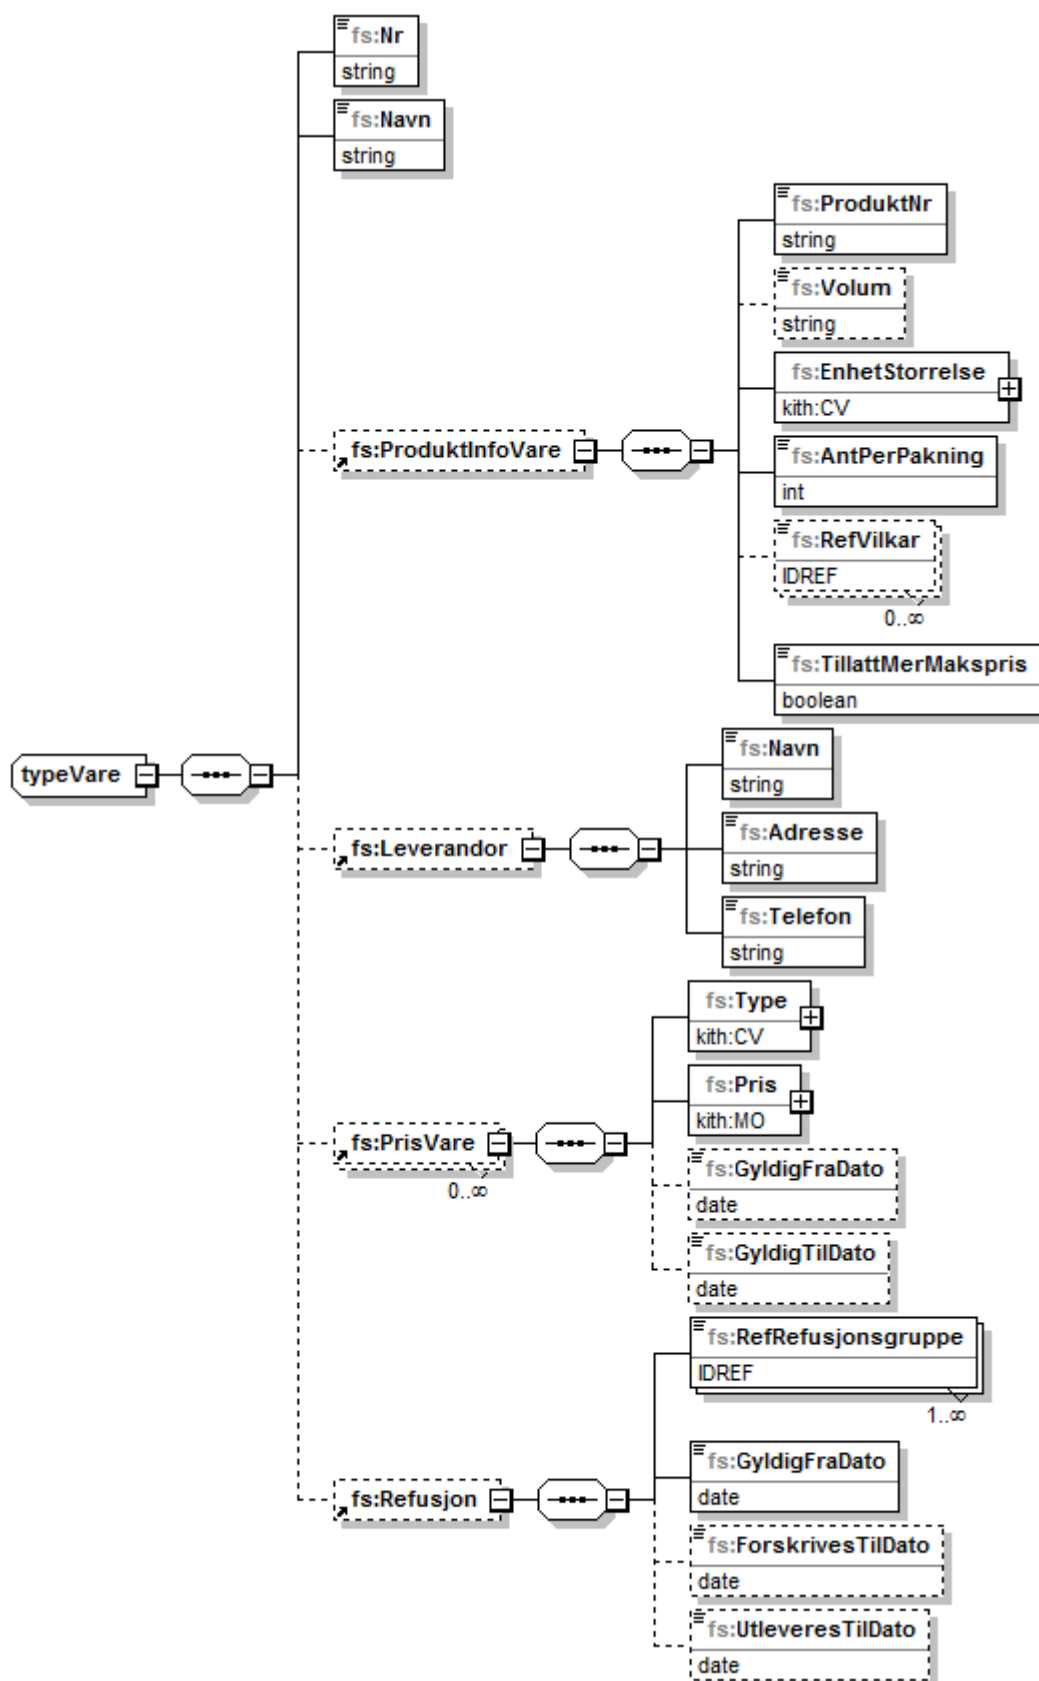 fs:Nr
string
fs:Navn
string
fs:ProduktNr
string
fs:Volum
string
fs:EnhetStorrelse
kith:CV
fs:ProduktInfoVare
fs:AntPerPakning
int
fs:RefVilkar
IDREF
0..∞
fs:TillattMerMakspris
boolean
typeVare
fs:Navn
string
fs:Leverandor
fs:Adresse
string
fs:Telefon
string
fs:Type
kith:CV
fs:Pris
kith:MO
fs:PrisVare
0..∞
fs:GyldigFraDato
date
fs:GyldigTilDato
date
fs:RefRefusjonsgruppe
IDREF
1..∞
fs:Refusjon
fs:GyldigFraDato
date
fs:ForskrivesTilDato
date
fs:UtleveresTilDato
date